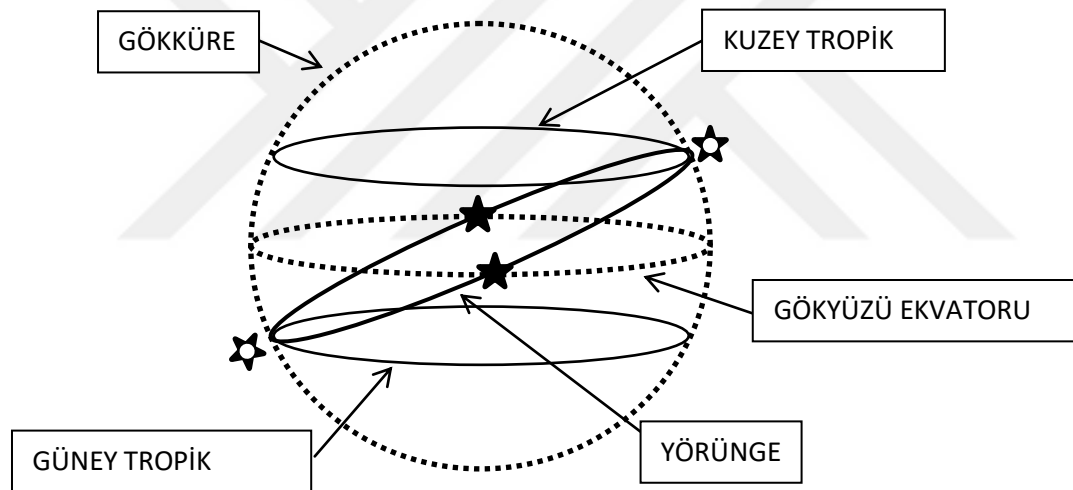 GÖKKÜRE
KUZEY TROPİK
GÖKYÜZÜ EKVATORU
GÜNEY TROPİK
YÖRÜNGE